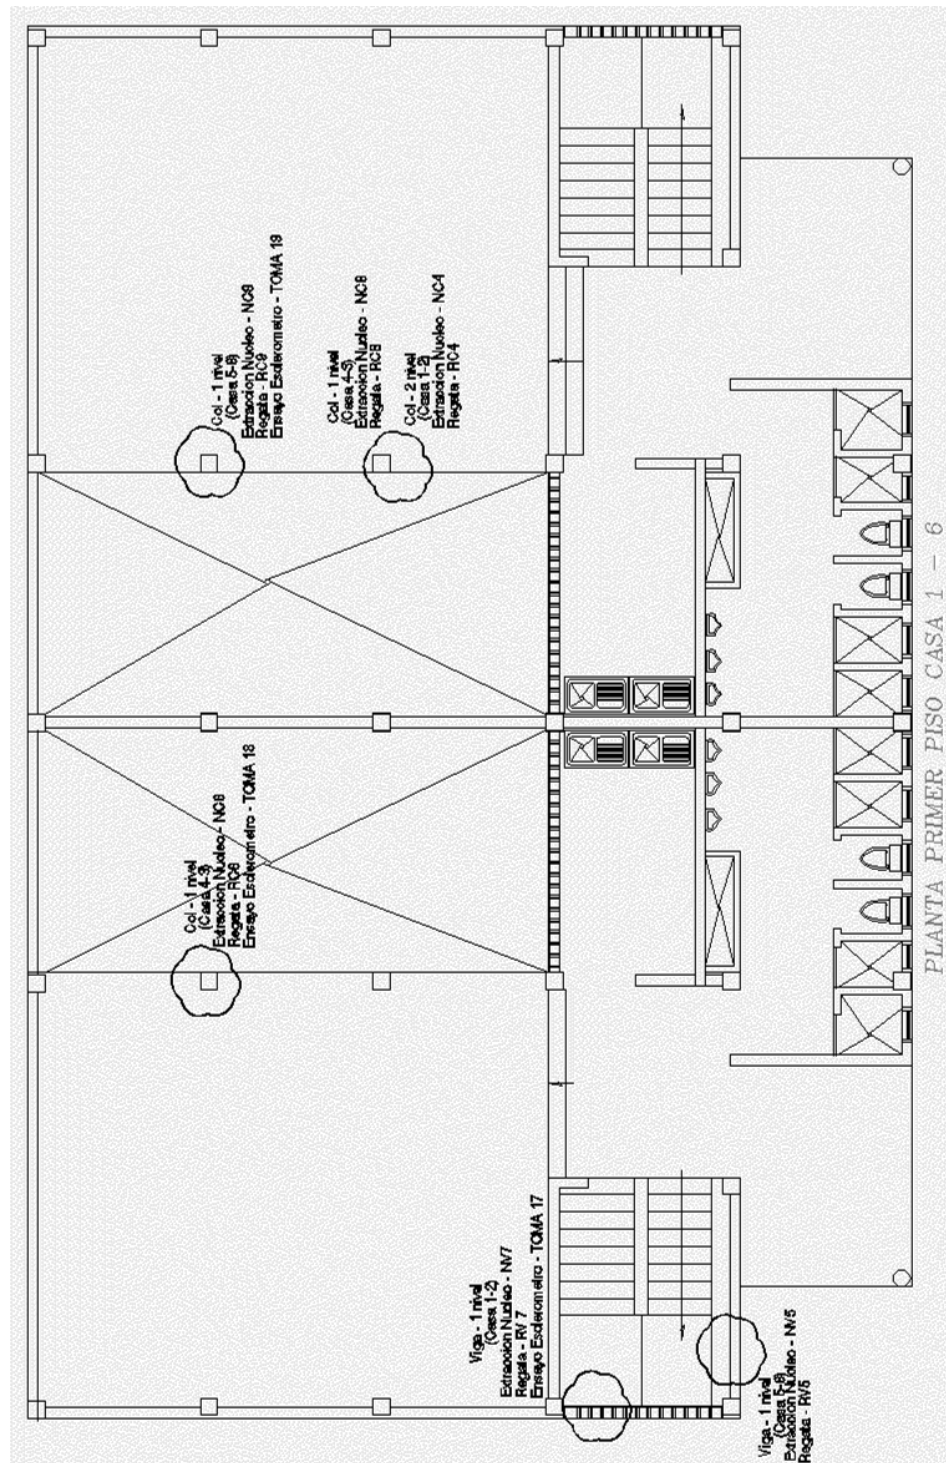 Col - 1 nivel
(Casa 5-6)
Extraccion Nucleo - NC9
Regata - RC9
Ensayo Esclerometro - TOMA 19
Col - 1 nivel
(Casa 4-3)
Extraccion Nucleo - NC8
Regata - RC8
Col - 2 nivel
(Casa 1-2)
Extraccion Nucleo - NC4
Regata - RC4
Col - 1 nivel
(Casa 4-3)
Extraccion Nucleo - NC6
Regata - RC6
Ensayo Esclerometro - TOMA 18
Viga - 1 nivel
(Casa 1-2)
Extraccion Nucleo - NV7
Regata - RV 7
Ensayo Esclerometro - TOMA 17
Viga - 1 nivel
(Casa 5-6)
Extraccion Nucleo - NV5
Regata - RV5
PLANTA PRIMER PISO CASA 1 - 6